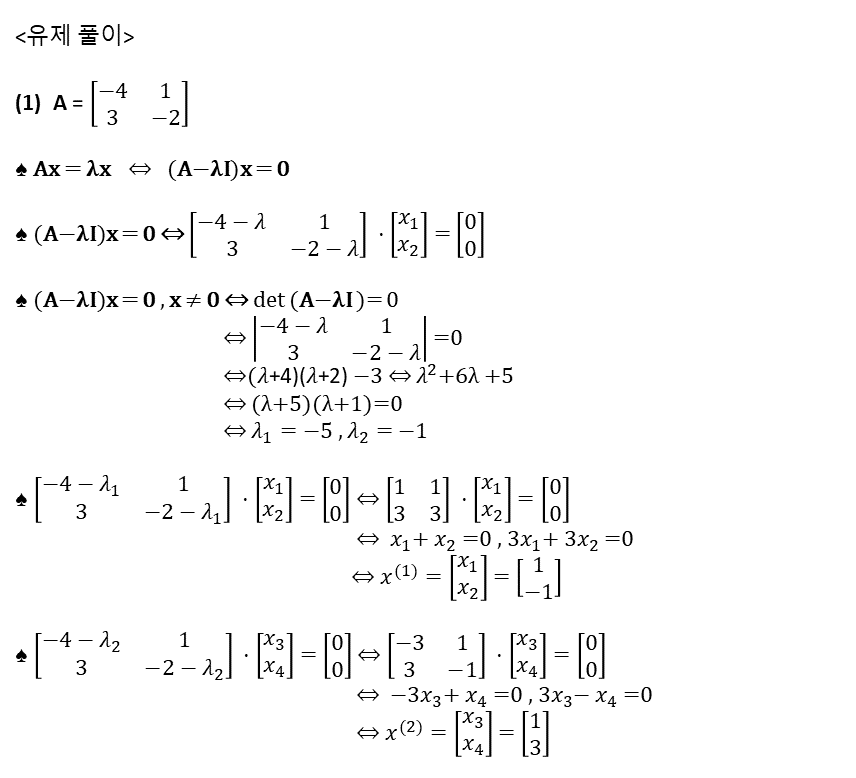 <유제 풀이>
(1) A = [−4 1; 3 −2]
♠ Ax = λx ⇔ (A−λI)x = 0
♠ (A−λI)x = 0 ⇔ [−4 − λ 1; 3 −2 − λ] · [x₁; x₂] = [0; 0]
♠ (A−λI)x = 0 , x ≠ 0 ⇔ det (A−λI) = 0
⇔ |−4 − λ 1; 3 −2 − λ| =0
⇔(λ+4)(λ+2) −3 ⇔ λ²+6λ +5
⇔ (λ+5)(λ+1)=0
⇔ λ₁ = −5 , λ₂ = −1
♠ [−4 − λ₁ 1; 3 −2 − λ₁] · [x₁; x₂] = [0; 0] ⇔ [1 1; 3 3] · [x₁; x₂] = [0; 0]
⇔ x₁+ x₂ =0 , 3x₁+ 3x₂ =0
⇔ x⁽¹⁾ = [x₁; x₂] = [1; −1]
♠ [−4 − λ₂ 1; 3 −2 − λ₂] · [x₃; x₄] = [0; 0] ⇔ [−3 1; 3 −1] · [x₃; x₄] = [0; 0]
⇔ −3x₃+ x₄ =0 , 3x₃− x₄ =0
⇔ x⁽²⁾ = [x₃; x₄] = [1; 3]